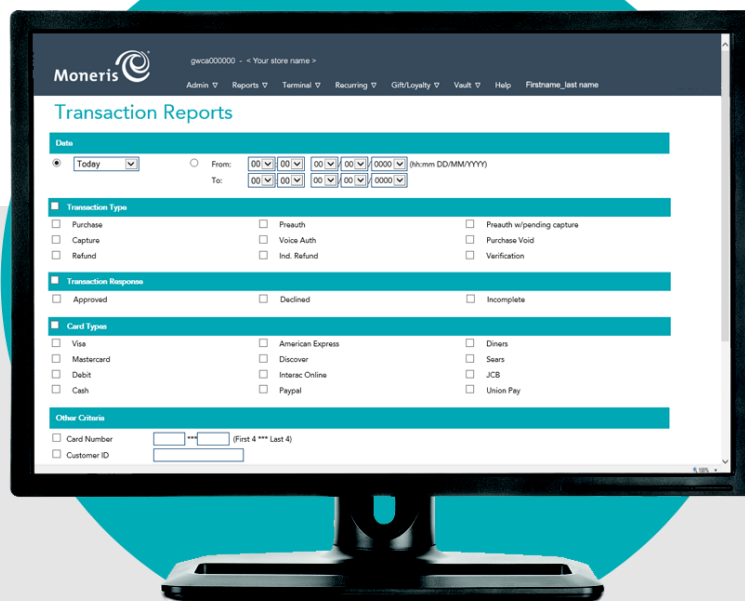 gwca000000 - < Your store name >
Moneris
Admin Reports Terminal Recurring Gift/Loyalty Vault Help Firstname_last name
Transaction Reports
Date
Today From: 00 : 00 00 / 00 / 0000 (hh:mm DD/MM/YYYY)
To: 00 : 00 00 / 00 / 0000
Transaction Type
Purchase Preauth Preauth w/pending capture
Capture Voice Auth Purchase Void
Refund Ind. Refund Verification
Transaction Response
Approved Declined Incomplete
Card Types
Visa American Express Diners
Mastercard Discover Sears
Debit Interac Online JCB
Cash Paypal Union Pay
Other Criteria
Card Number *** (First 4 *** Last 4)
Customer ID